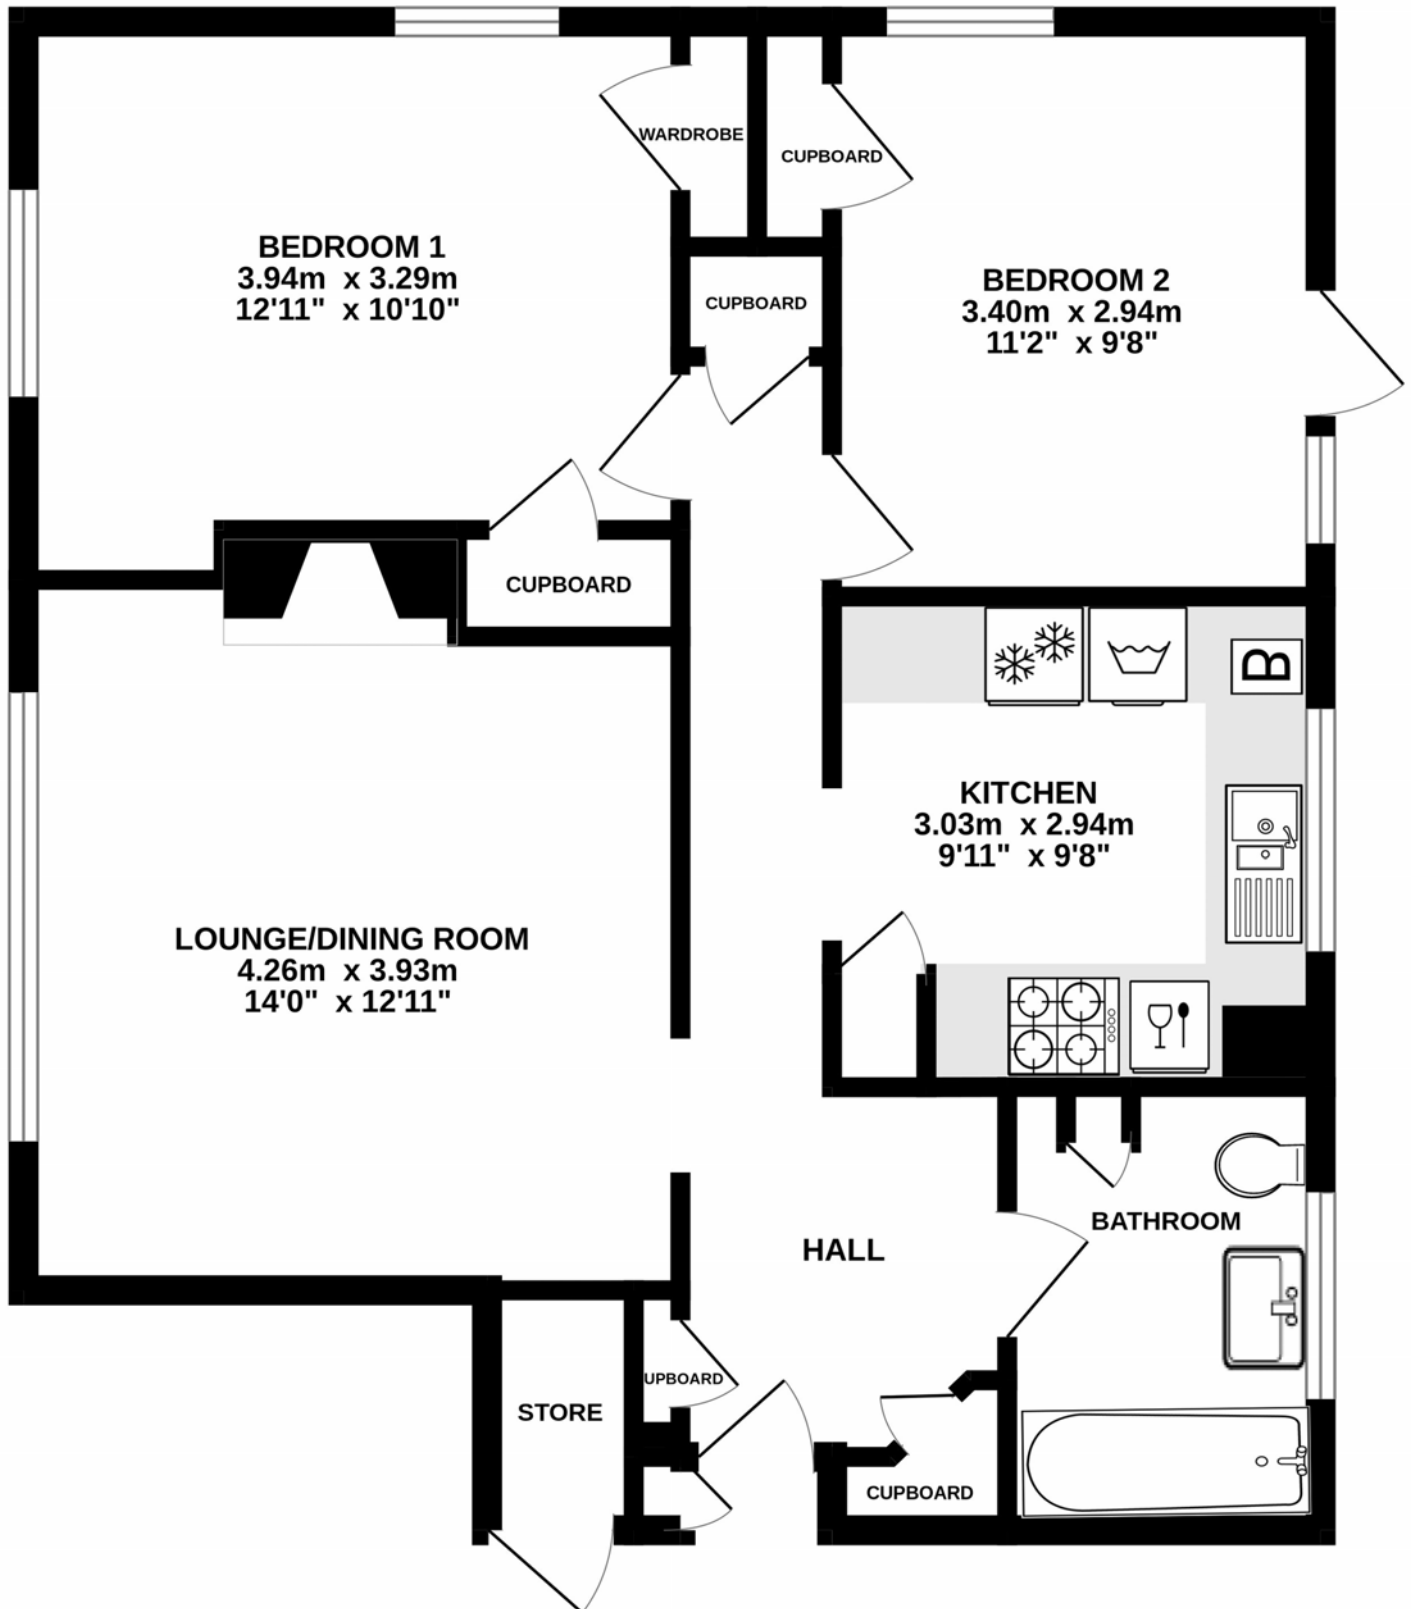 WARDROBE
CUPBOARD
BEDROOM 1
3.94m x 3.29m
12'11" x 10'10"
BEDROOM 2
3.40m x 2.94m
11'2" x 9'8"
CUPBOARD
CUPBOARD
B
KITCHEN
3.03m x 2.94m
9'11" x 9'8"
LOUNGE/DINING ROOM
4.26m x 3.93m
14'0" x 12'11"
BATHROOM
HALL
UPBOARD
STORE
CUPBOARD